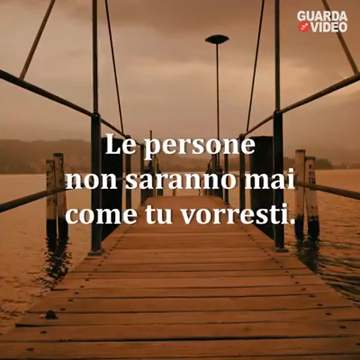 GUARDA
VIDEO
Le persone
non saranno mai
come tu vorresti.